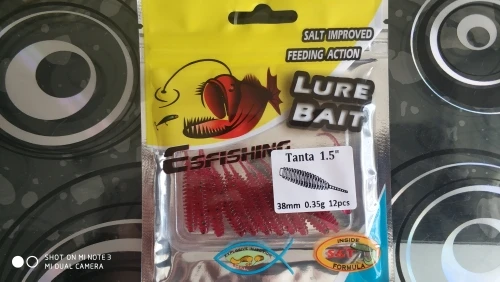 SALT IMPROVED
FEEDING ACTION
LURE
BAIT
ESFISHING
Tanta 1.5"
38mm 0.35g 12pcs
INSIDE
FORMULA
SHOT ON MI NOTE 3
MI DUAL CAMERA